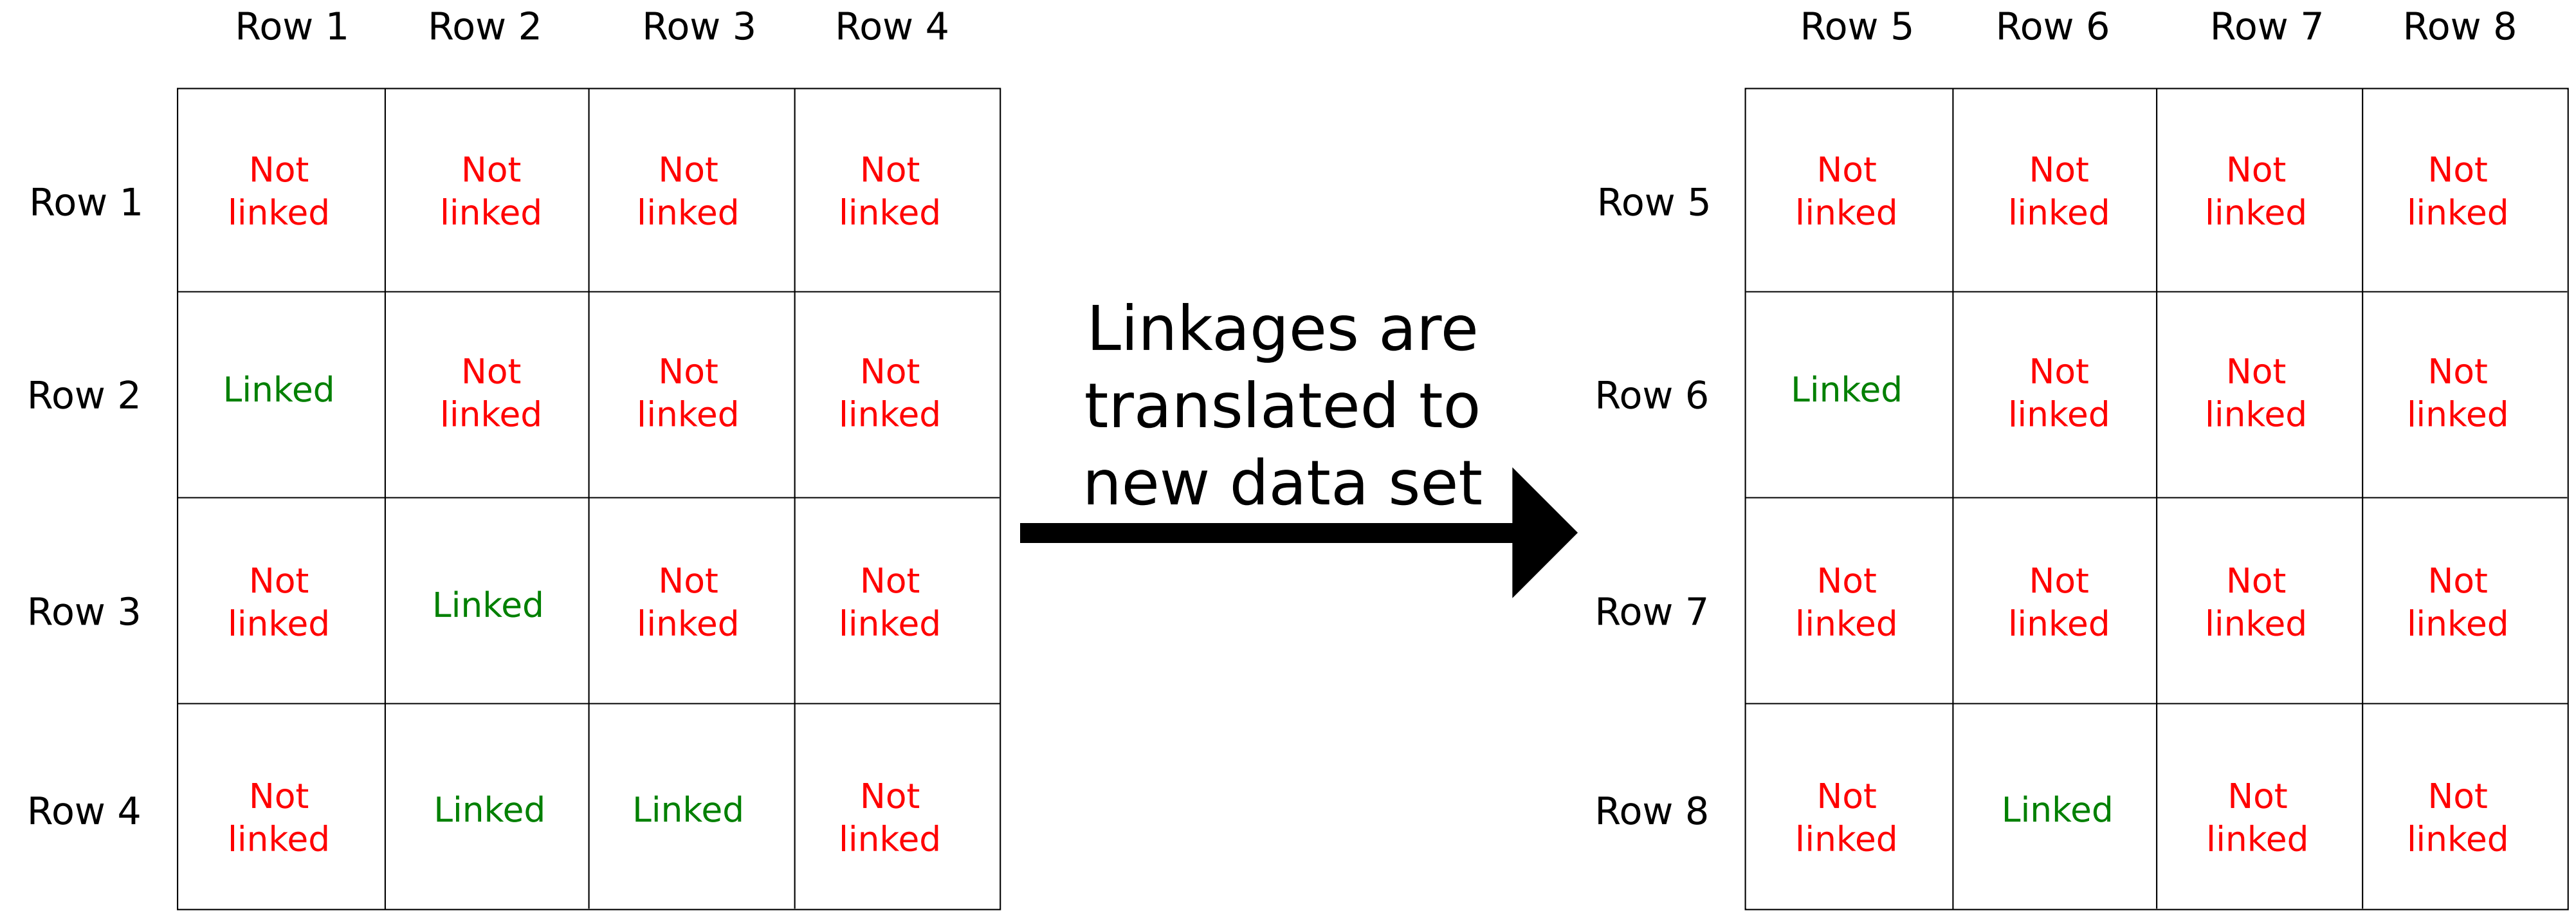 Row 1 Row 2 Row 3 Row 4
Row 1
Not linked Not linked Not linked Not linked
Row 2
Linked Not linked Not linked Not linked
Row 3
Not linked Linked Not linked Not linked
Row 4
Not linked Linked Linked Not linked
Linkages are
translated to
new data set
Row 5 Row 6 Row 7 Row 8
Row 5
Not linked Not linked Not linked Not linked
Row 6
Linked Not linked Not linked Not linked
Row 7
Not linked Not linked Not linked Not linked
Row 8
Not linked Linked Not linked Not linked